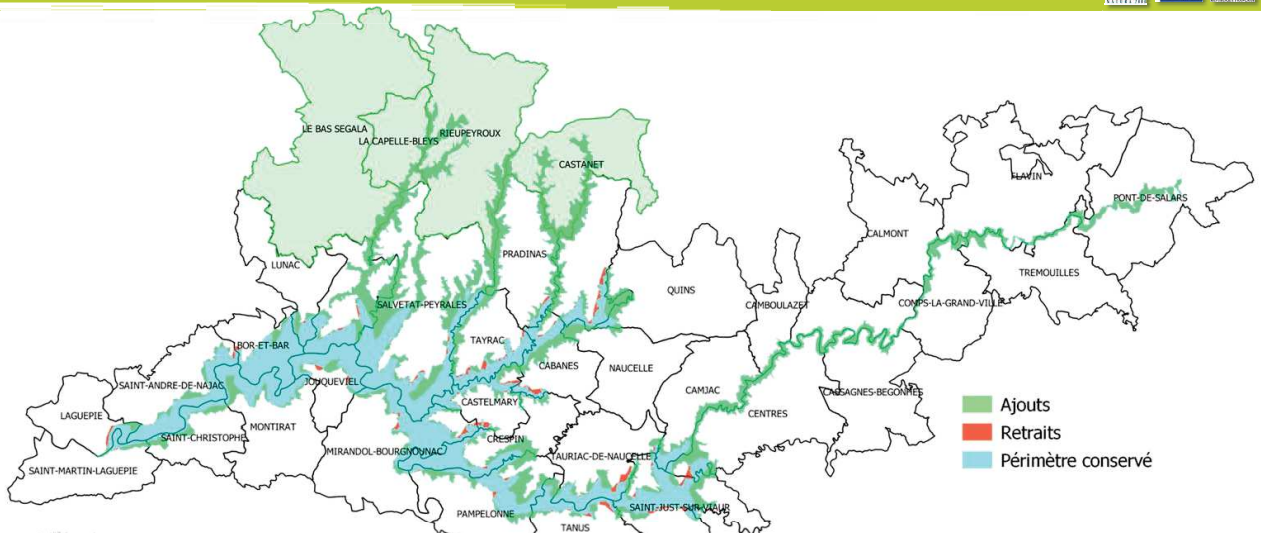 LE BAS SEGALA
LA CAPELLE-BLEYS
RIEUPEYROUX
CASTANET
FLAVIN
PONT-DE-SALARS
CALMONT
LUNAC
PRADINAS
TREMOUILLES
QUINS
CAMBOULAZET
COMPS-LA-GRAND-VILLE
SALVETAT-PEYRALES
TAYRAC
BOR-ET-BAR
CABANES
NAUCELLE
SAINT-ANDRE-DE-NAJAC
JOUQUEVIEL
CAMJAC
CASSAGNES-BEGONHES
CASTELMARY
LAGUEPIE
CENTRES
MONTIRAT
SAINT-CHRISTOPHE
CRESPIN
MIRANDOL-BOURGNOUNAC
TAURIAC-DE-NAUCELLE
SAINT-MARTIN-LAGUEPIE
SAINT-JUST-SUR-VIAUR
PAMPELONNE
TANUS
Ajouts
Retraits
Périmètre conservé